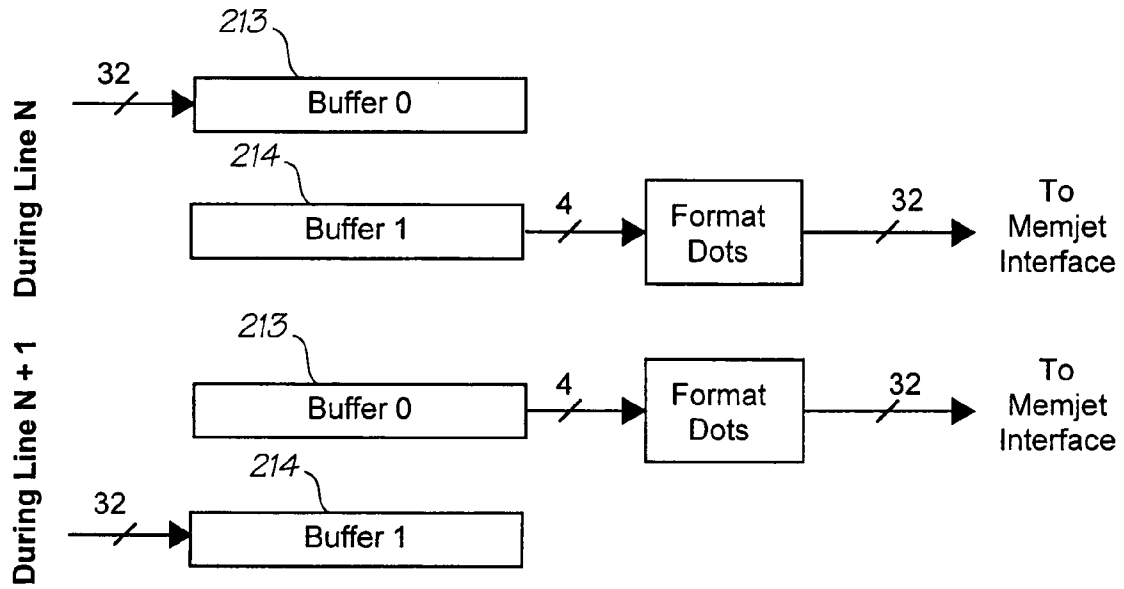 During Line N
213
32
Buffer 0
214
Buffer 1
4
Format
Dots
32
To
Memjet
Interface
During Line N + 1
213
Buffer 0
4
Format
Dots
32
To
Memjet
Interface
214
32
Buffer 1